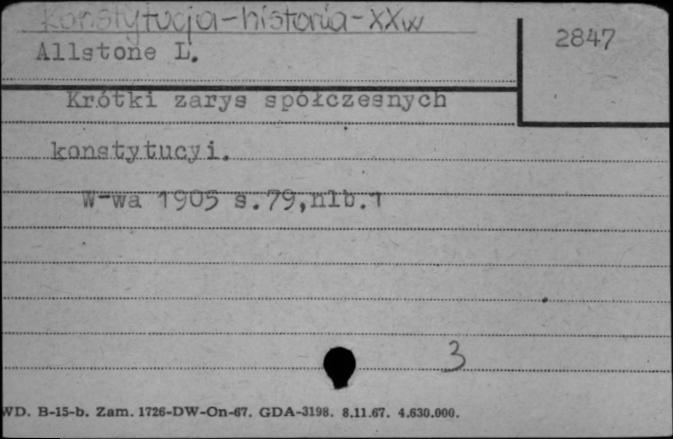 konstytucja-historia-XXw
Allstone L.
2847
Krótki zarys spółczesnych
konstytucyi.
W-wa 1905 s.79,nlb.1
3
WD. B-15-b. Zam. 1726-DW-On-67. GDA-3198. 8.11.67. 4.630.000.